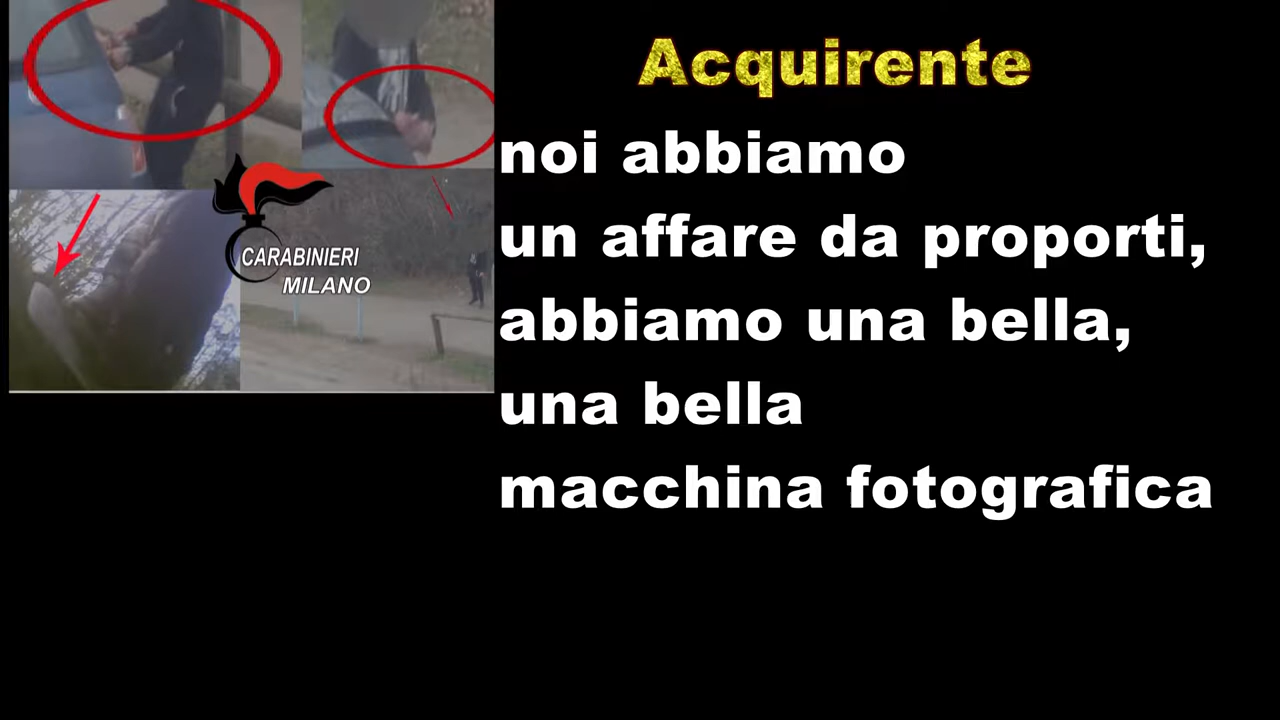 Acquirente
noi abbiamo
un affare da proporti,
abbiamo una bella,
una bella
macchina fotografica
CARABINIERI
MILANO